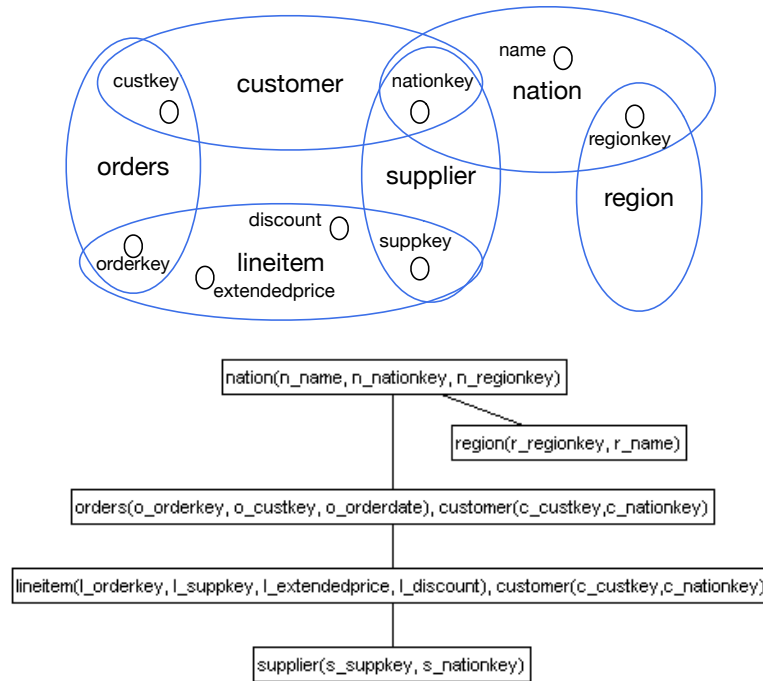 name
custkey
customer
nationkey
nation
regionkey
orders
supplier
region
discount
suppkey
orderkey
lineitem
extendedprice
nation(n_name, n_nationkey, n_regionkey)
region(r_regionkey, r_name)
orders(o_orderkey, o_custkey, o_orderdate), customer(c_custkey,c_nationkey)
lineitem(l_orderkey, l_suppkey, l_extendedprice, l_discount), customer(c_custkey,c_nationkey)
supplier(s_suppkey, s_nationkey)